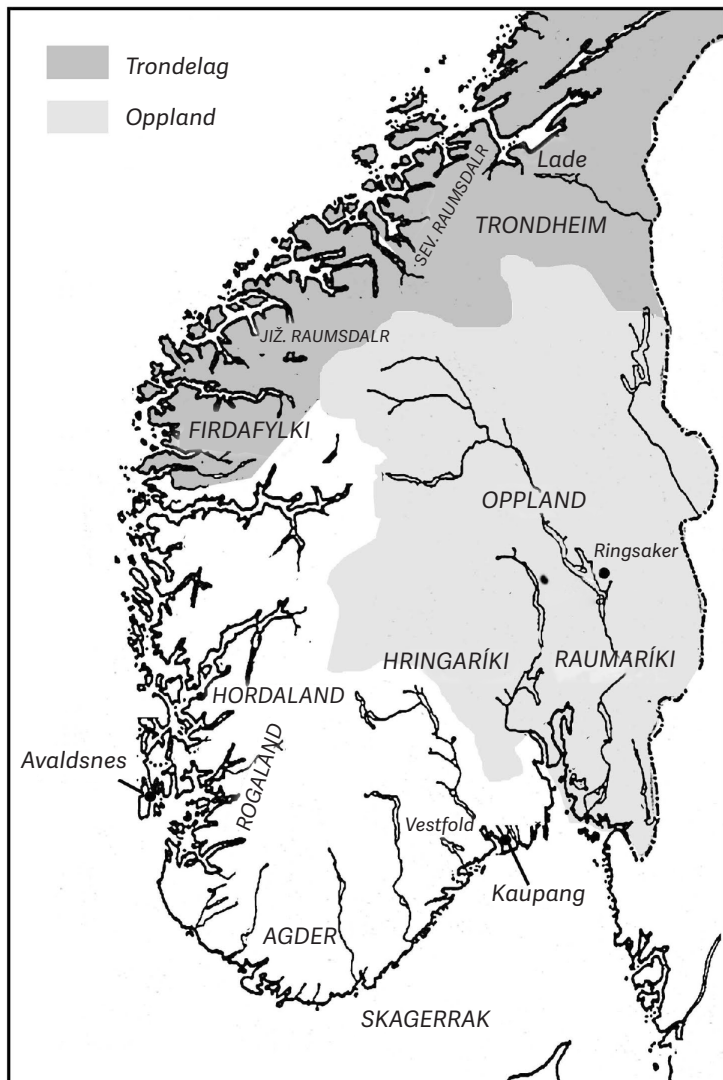 Trondelag
Oppland
Lade
SEV. RAUMSDALR
TRONDHEIM
JIŽ. RAUMSDALR
FIRDAFYLKI
OPPLAND
Ringsaker
HRINGARÍKI
RAUMARÍKI
HORDALAND
Avaldsnes
ROGALAND
Vestfold
Kaupang
AGDER
SKAGERRAK